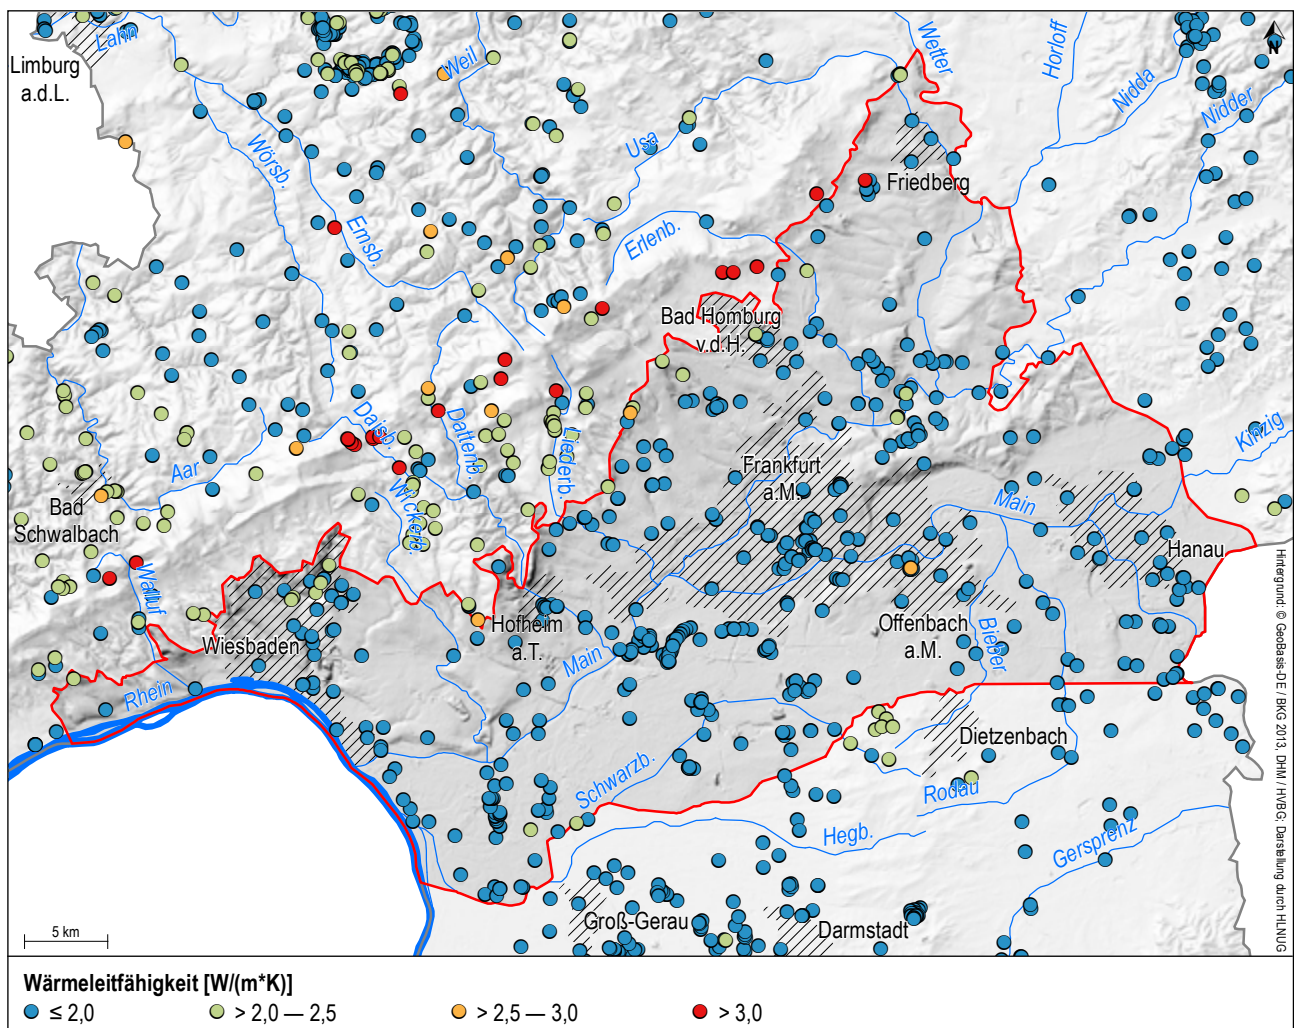 Lahn
Limburg
a.d.L.
Weil
Wetter
Horloff
Nidda
Nidder
N
Wörsb.
Usa
Friedberg
Emsb.
Erlenb.
Bad Homburg
v.d.H.
Daisb.
Dattenb.
Liederb.
Kinzig
Aar
Frankfurt
a.M.
Main
Bad
Schwalbach
Wickerb.
Hanau
Walluf
Wiesbaden
Hofheim
a.T.
Main
Offenbach
a.M.
Bieber
Rhein
Dietzenbach
Schwarzb.
Rodau
Hegb.
Gersprenz
Groß-Gerau
Darmstadt
5 km
Hintergrund: © GeoBasis-DE / BKG 2013, DHM / HVBG; Darstellung durch HLNUG
Wärmeleitfähigkeit [W/(m*K)]
≤ 2,0
> 2,0 — 2,5
> 2,5 — 3,0
> 3,0